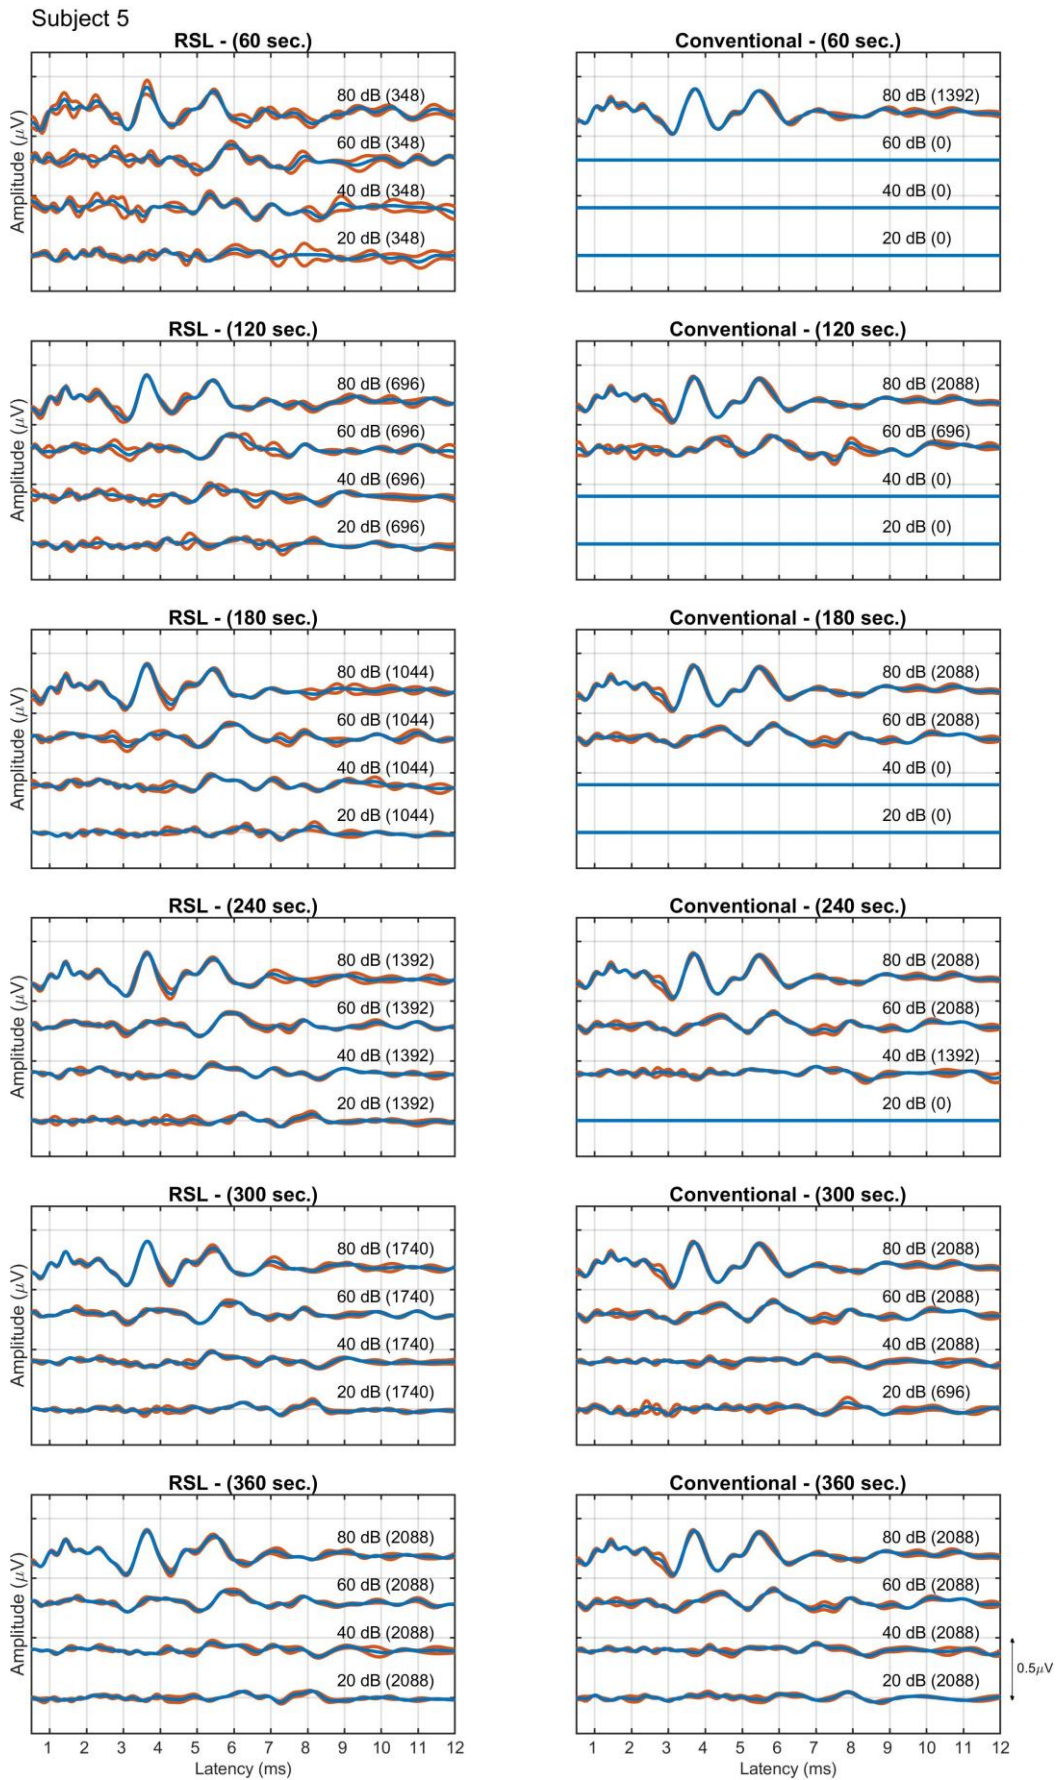 Subject 5
RSL - (60 sec.)
Amplitude (μV)
80 dB (348)
60 dB (348)
40 dB (348)
20 dB (348)
Conventional - (60 sec.)
80 dB (1392)
60 dB (0)
40 dB (0)
20 dB (0)
RSL - (120 sec.)
Amplitude (μV)
80 dB (696)
60 dB (696)
40 dB (696)
20 dB (696)
Conventional - (120 sec.)
80 dB (2088)
60 dB (696)
40 dB (0)
20 dB (0)
RSL - (180 sec.)
Amplitude (μV)
80 dB (1044)
60 dB (1044)
40 dB (1044)
20 dB (1044)
Conventional - (180 sec.)
80 dB (2088)
60 dB (2088)
40 dB (0)
20 dB (0)
RSL - (240 sec.)
Amplitude (μV)
80 dB (1392)
60 dB (1392)
40 dB (1392)
20 dB (1392)
Conventional - (240 sec.)
80 dB (2088)
60 dB (2088)
40 dB (1392)
20 dB (0)
RSL - (300 sec.)
Amplitude (μV)
80 dB (1740)
60 dB (1740)
40 dB (1740)
20 dB (1740)
Conventional - (300 sec.)
80 dB (2088)
60 dB (2088)
40 dB (2088)
20 dB (696)
RSL - (360 sec.)
Amplitude (μV)
80 dB (2088)
60 dB (2088)
40 dB (2088)
20 dB (2088)
1 2 3 4 5 6 7 8 9 10 11 12
Latency (ms)
Conventional - (360 sec.)
80 dB (2088)
60 dB (2088)
40 dB (2088)
20 dB (2088)
0.5μV
1 2 3 4 5 6 7 8 9 10 11 12
Latency (ms)